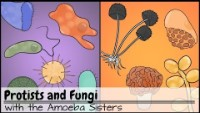 Protists and Fungi
with the Amoeba Sisters